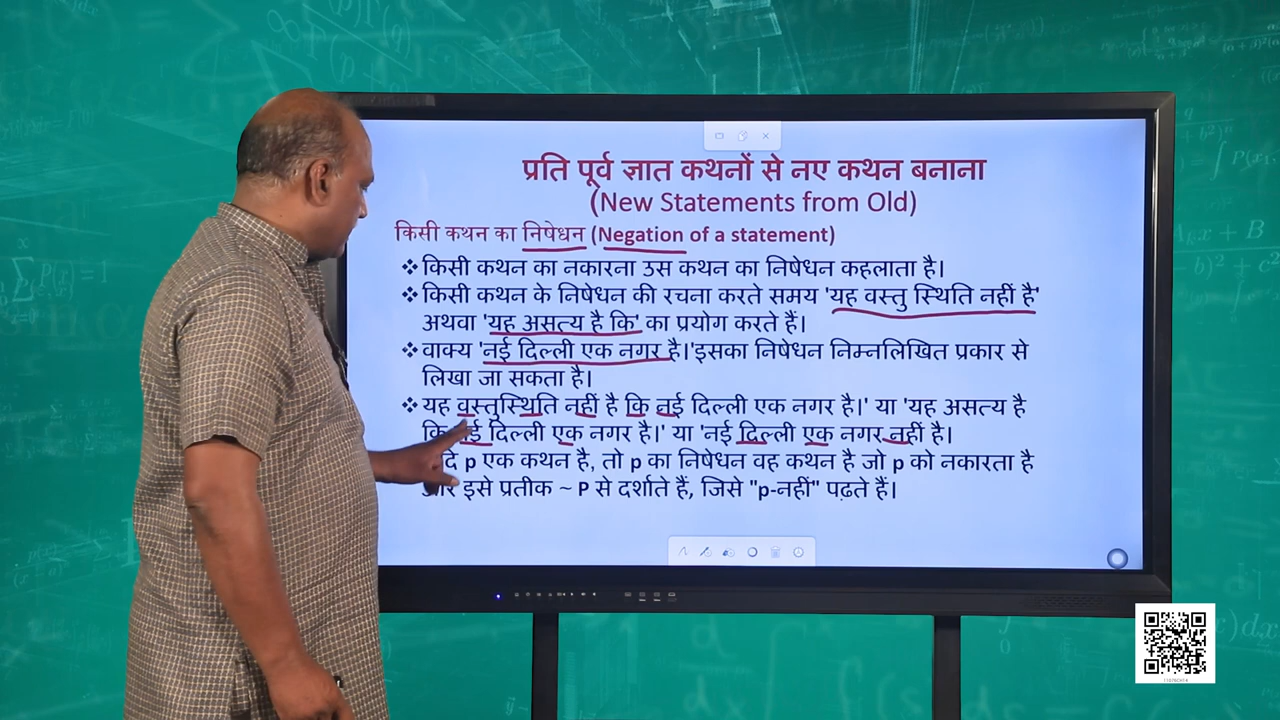 प्रति पूर्व ज्ञात कथनों से नए कथन बनाना
(New Statements from Old)
किसी कथन का निषेधन (Negation of a statement)
❖किसी कथन का नकारना उस कथन का निषेधन कहलाता है।
❖किसी कथन के निषेधन की रचना करते समय 'यह वस्तु स्थिति नहीं है'
अथवा 'यह असत्य है कि' का प्रयोग करते हैं।
❖वाक्य 'नई दिल्ली एक नगर है।'इसका निषेधन निम्नलिखित प्रकार से
लिखा जा सकता है।
❖यह वस्तुस्थिति नहीं है कि नई दिल्ली एक नगर है।' या 'यह असत्य है
कि नई दिल्ली एक नगर है।' या 'नई दिल्ली एक नगर नहीं है।
p एक कथन है, तो p का निषेधन वह कथन है जो p को नकारता है
इसे प्रतीक ~ P से दर्शाते हैं, जिसे "p-नहीं" पढ़ते हैं।